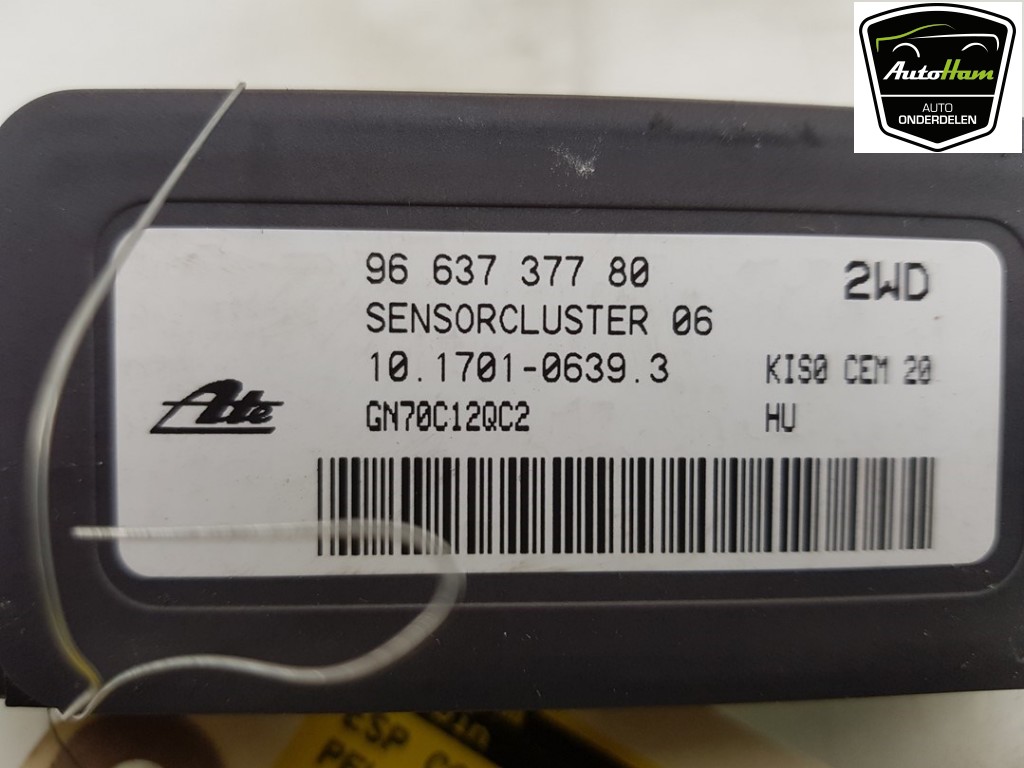 AutoHam
AUTO
ONDERDELEN
96 637 377 80
2WD
SENSORCLUSTER 06
10.1701-0639.3
KIS0 CEM 20
Ate
GN70C12QC2
HU
ESP